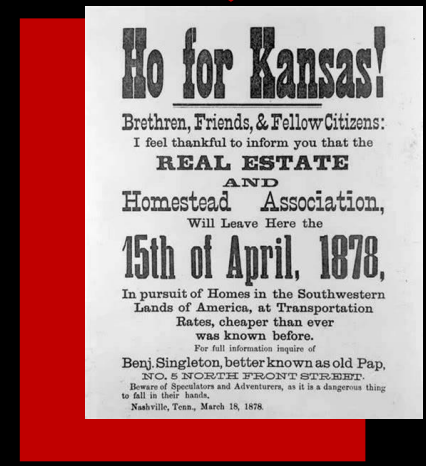 Ho for Kansas!
Brethren, Friends, & Fellow Citizens:
I feel thankful to inform you that the
REAL ESTATE
AND
Homestead Association,
Will Leave Here the
15th of April, 1878,
In pursuit of Homes in the Southwestern
Lands of America, at Transportation
Rates, cheaper than ever
was known before.
For full information inquire of
Benj. Singleton, better known as old Pap,
NO. 5 NORTH FRONT STREET.
Beware of Speculators and Adventurers, as it is a dangerous thing
to fall in their hands.
Nashville, Tenn., March 18, 1878.